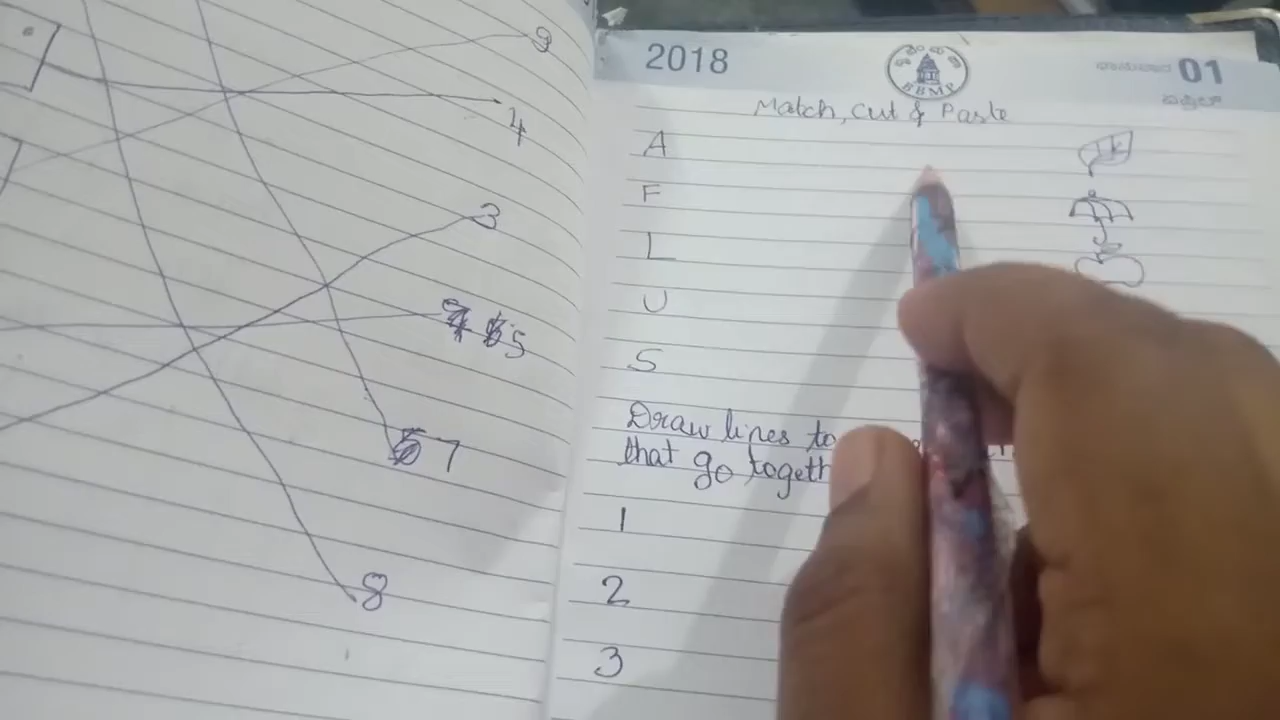 9
4
3
5
7
8
2018
BBMP
01
ಏಪ್ರಿಲ್
Match, Cut & Paste
A
F
L
U
S
Draw lines to
that go togeth
1
2
3